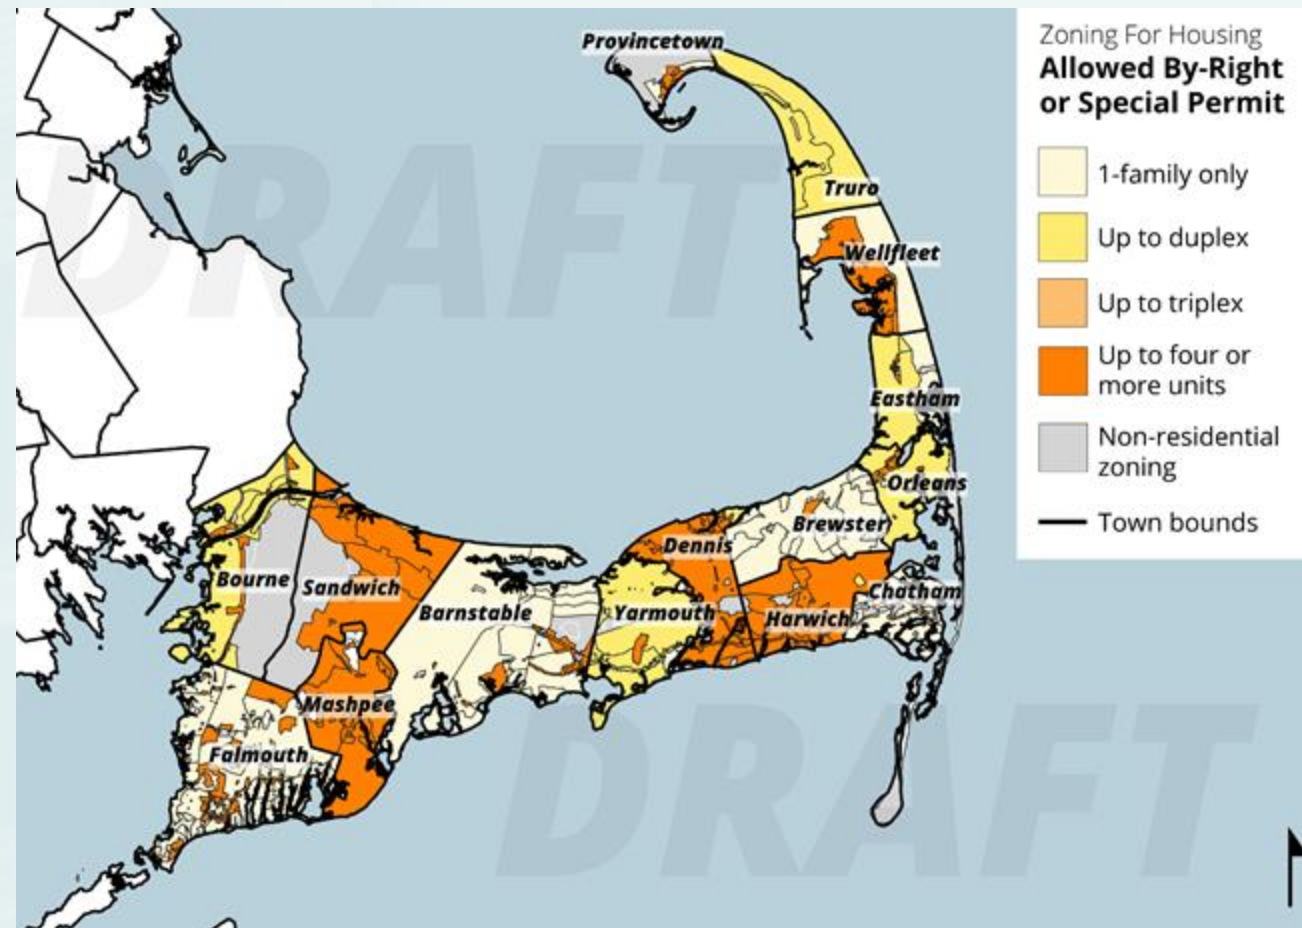 Zoning For Housing
Allowed By-Right
or Special Permit
1-family only
Up to duplex
Up to triplex
Up to four or
more units
Non-residential
zoning
Town bounds
DRAFT
DRAFT
Provincetown
Truro
Wellfleet
Eastham
Orleans
Brewster
Dennis
Chatham
Bourne
Sandwich
Barnstable
Yarmouth
Harwich
Mashpee
Falmouth